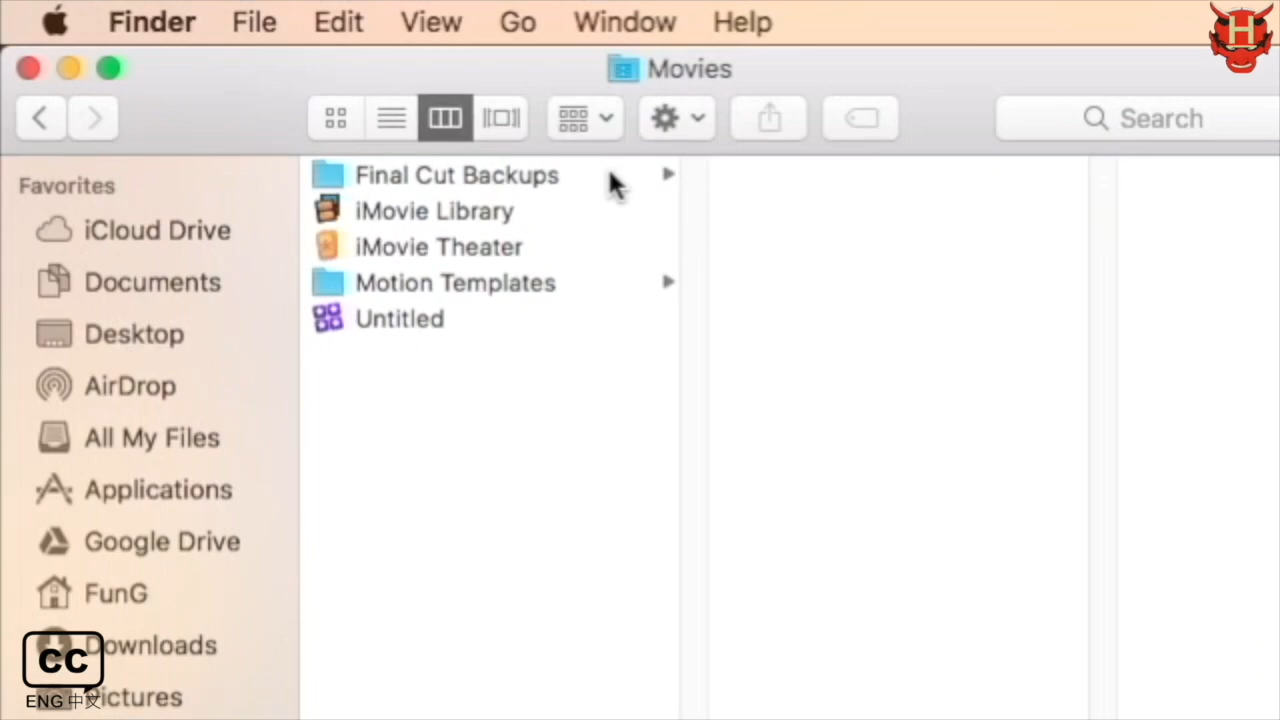 Finder File Edit View Go Window Help
H
Movies
Search
Favorites
iCloud Drive
Documents
Desktop
AirDrop
All My Files
Applications
Google Drive
FunG
Downloads
Pictures
Final Cut Backups
iMovie Library
iMovie Theater
Motion Templates
Untitled
CC
ENG 中文